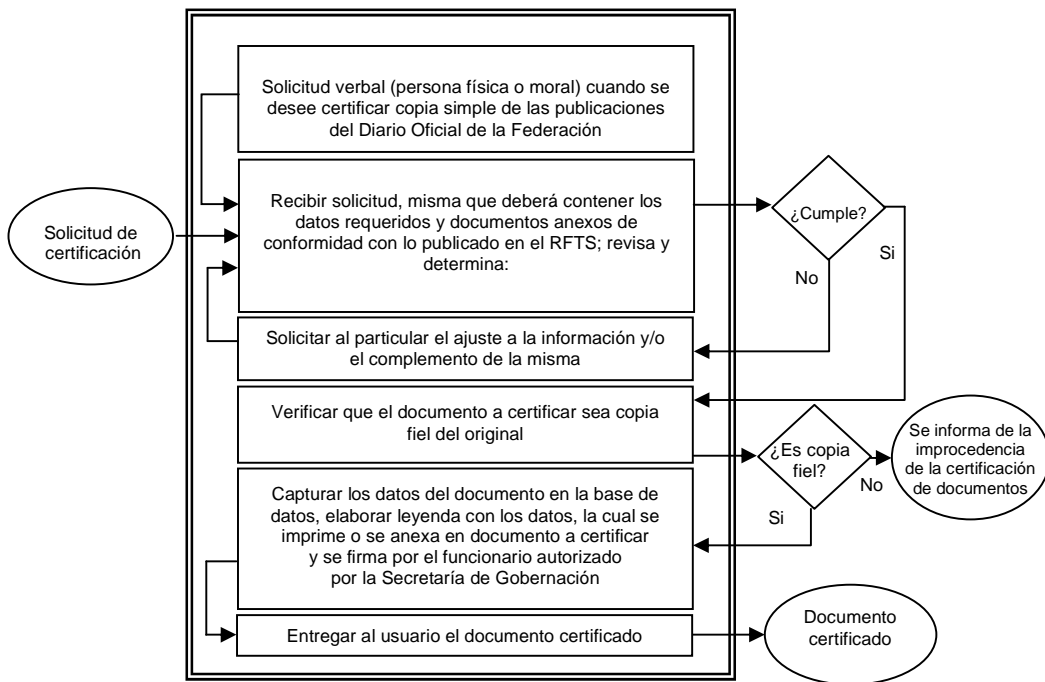 Solicitud verbal (persona física o moral) cuando se
desee certificar copia simple de las publicaciones
del Diario Oficial de la Federación
Solicitud de
certificación
Recibir solicitud, misma que deberá contener los
datos requeridos y documentos anexos de
conformidad con lo publicado en el RFTS; revisa y
determina:
¿Cumple?
Si
No
Solicitar al particular el ajuste a la información y/o
el complemento de la misma
Verificar que el documento a certificar sea copia
fiel del original
¿Es copia
fiel?
No
Si
Se informa de la
improcedencia
de la certificación
de documentos
Capturar los datos del documento en la base de
datos, elaborar leyenda con los datos, la cual se
imprime o se anexa en documento a certificar
y se firma por el funcionario autorizado
por la Secretaría de Gobernación
Entregar al usuario el documento certificado
Documento
certificado